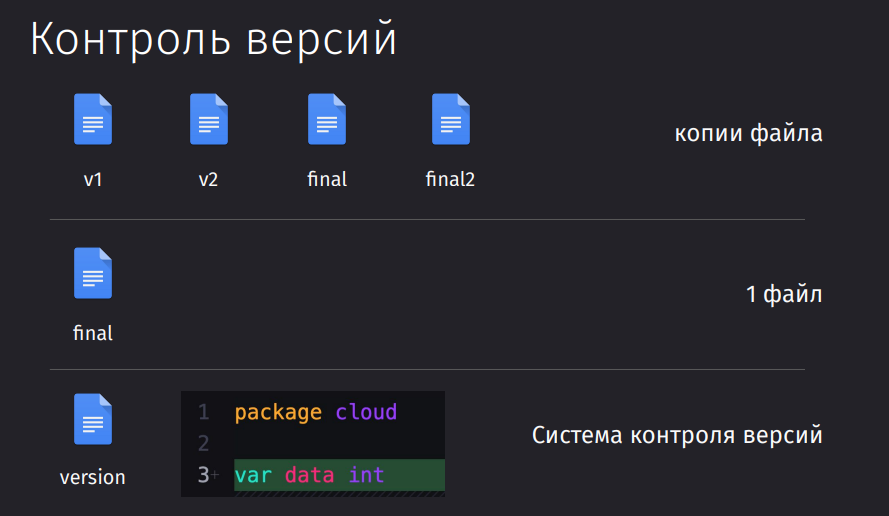 Контроль версий
v1 v2 final final2 копии файла
final 1 файл
version Система контроля версий
1 package cloud
2
3+ var data int